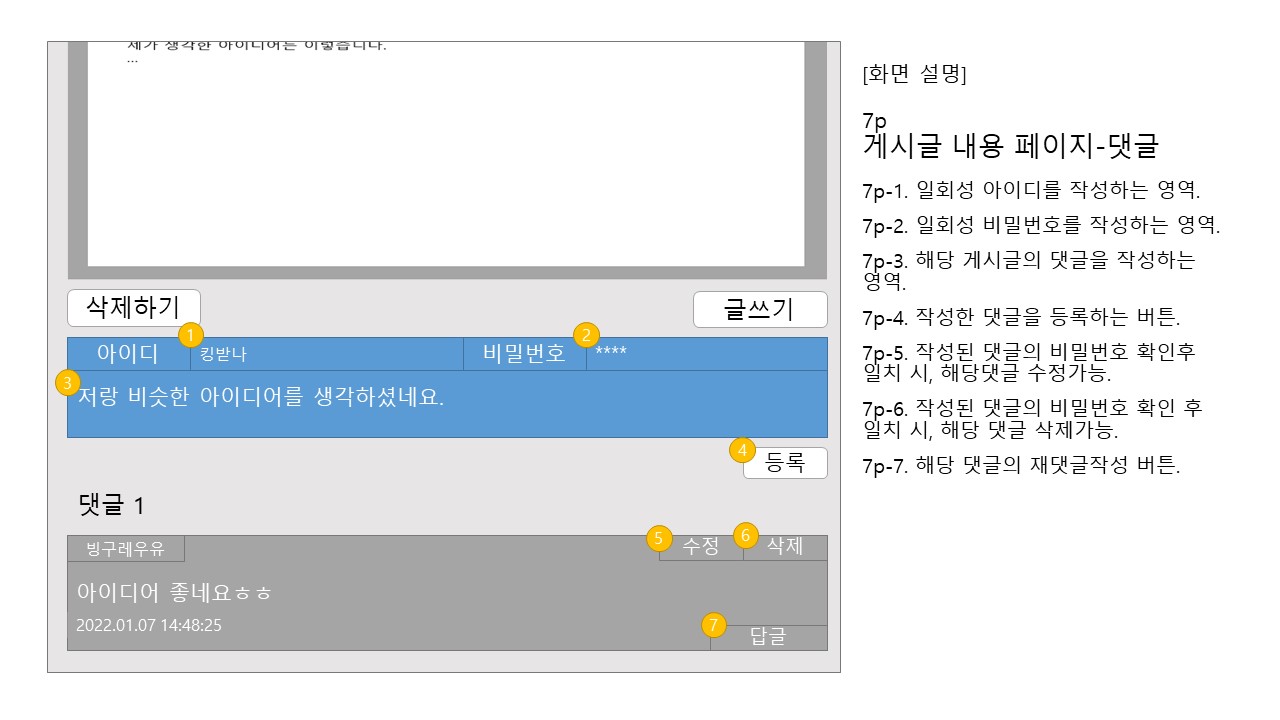 제가 생각한 아이디어는 이렇습니다.
...
삭제하기
글쓰기
1
2
아이디
킹받나
비밀번호
****
3
저랑 비슷한 아이디어를 생각하셨네요.
4
등록
댓글 1
빙구레우유
5
수정
6
삭제
아이디어 좋네요ㅎㅎ
2022.01.07 14:48:25
7
답글
[화면 설명]
7p
게시글 내용 페이지-댓글
7p-1. 일회성 아이디를 작성하는 영역.
7p-2. 일회성 비밀번호를 작성하는 영역.
7p-3. 해당 게시글의 댓글을 작성하는
영역.
7p-4. 작성한 댓글을 등록하는 버튼.
7p-5. 작성된 댓글의 비밀번호 확인후
일치 시, 해당댓글 수정가능.
7p-6. 작성된 댓글의 비밀번호 확인 후
일치 시, 해당 댓글 삭제가능.
7p-7. 해당 댓글의 재댓글작성 버튼.